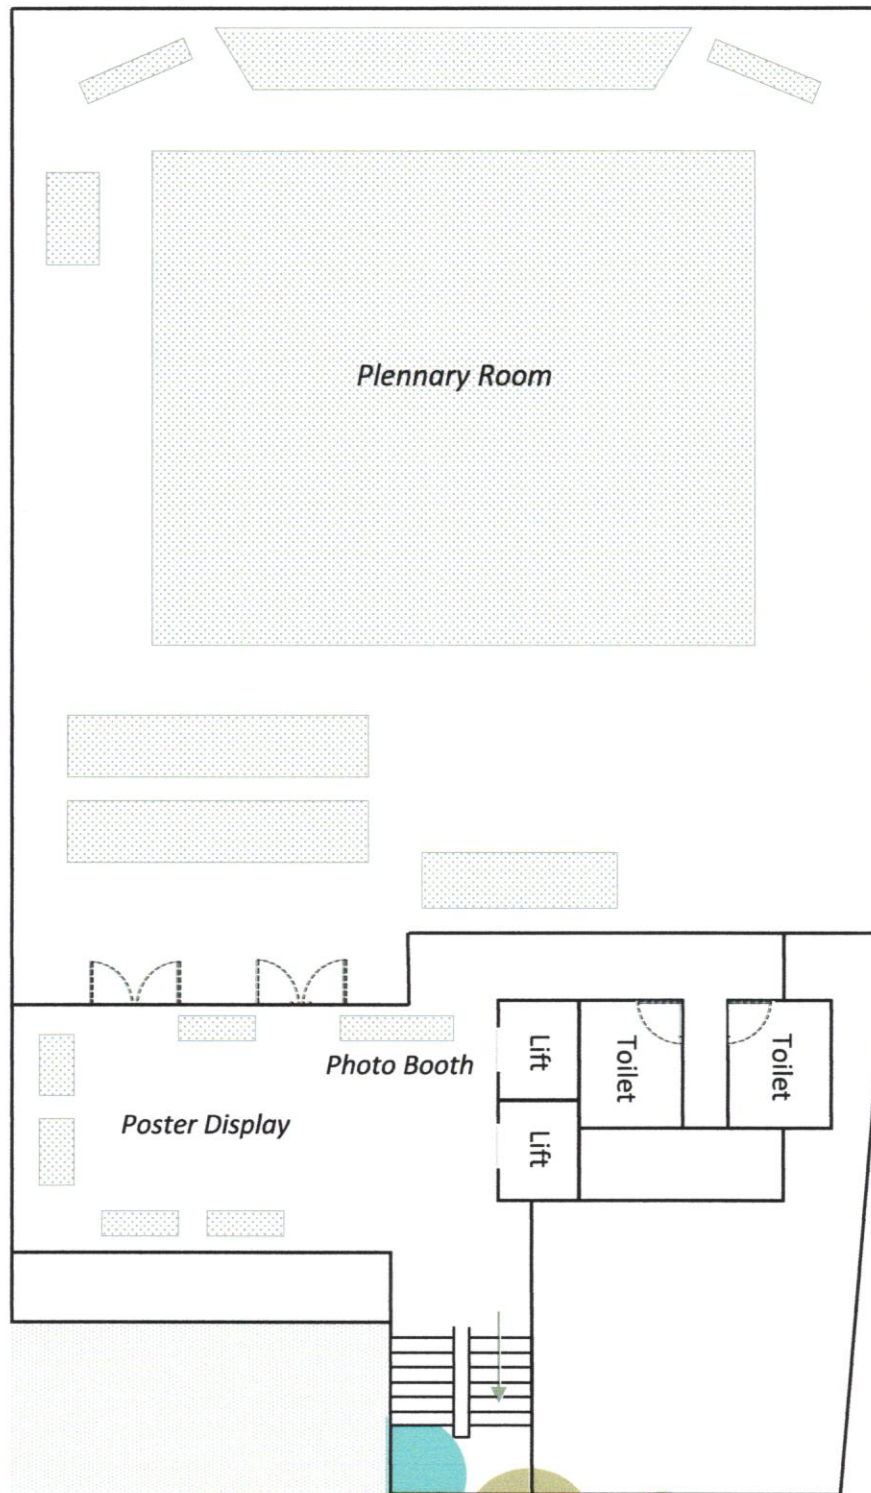 Plennary Room
Photo Booth
Poster Display
Lift
Lift
Toilet
Toilet